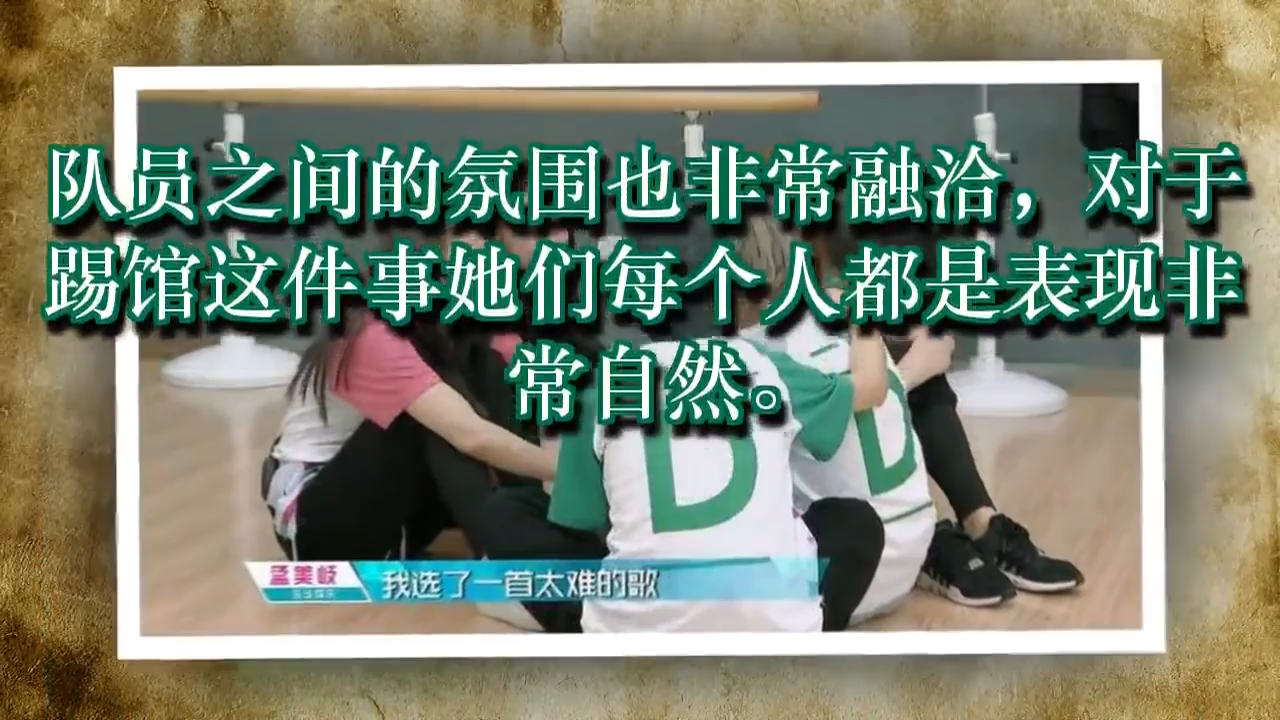 队员之间的氛围也非常融洽，对于
踢馆这件事她们每个人都是表现非
常自然。
D
D
孟美岐
我选了一首太难的歌